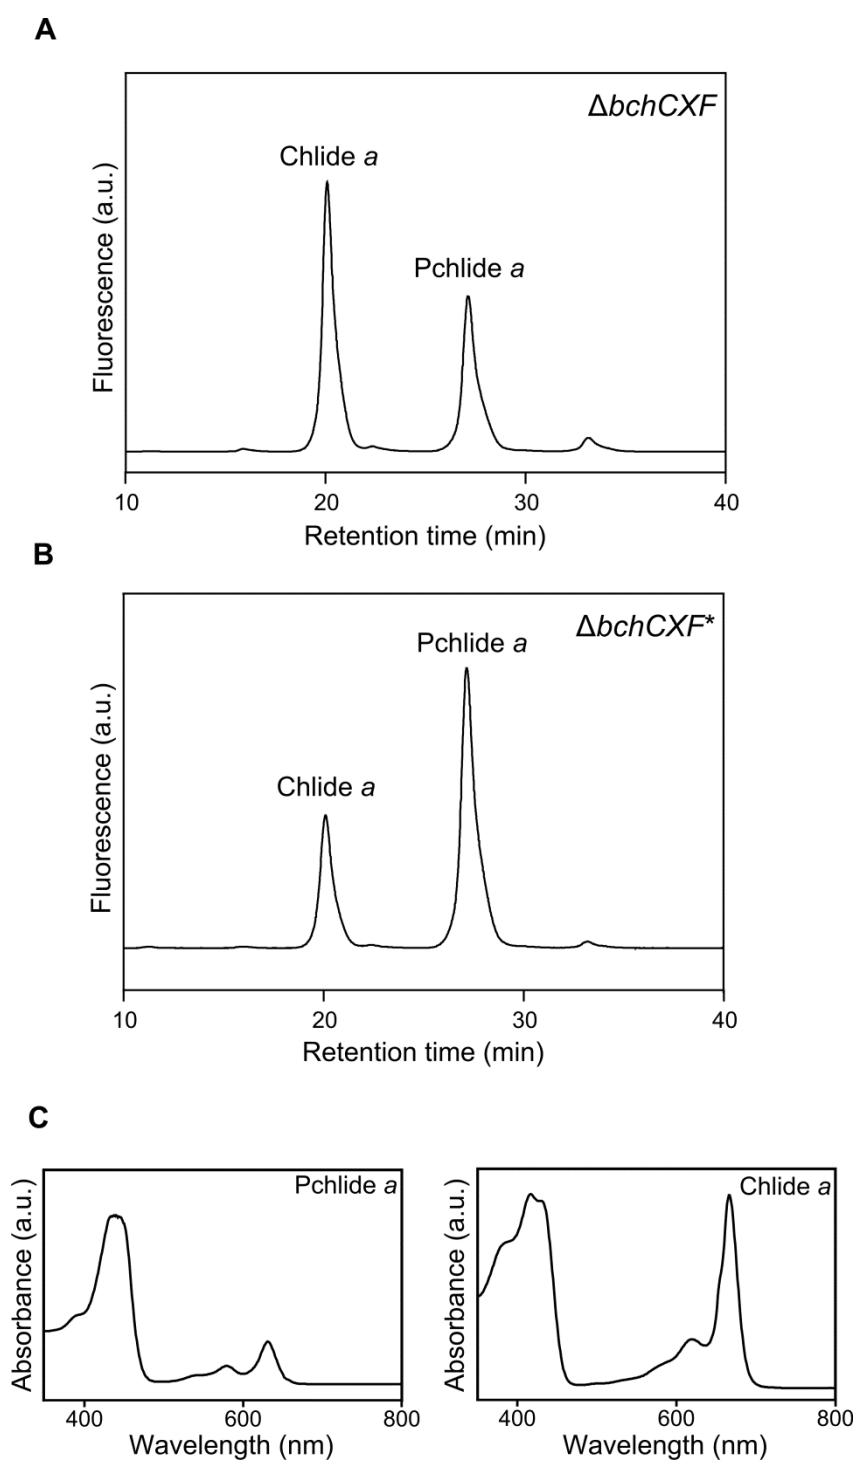 A
ΔbchCXF
Chlide a
Pchlide a
Fluorescence (a.u.)
10 20 30 40
Retention time (min)
B
ΔbchCXF*
Pchlide a
Chlide a
Fluorescence (a.u.)
10 20 30 40
Retention time (min)
C
Pchlide a
Absorbance (a.u.)
400 600 800
Wavelength (nm)
Chlide a
Absorbance (a.u.)
400 600 800
Wavelength (nm)